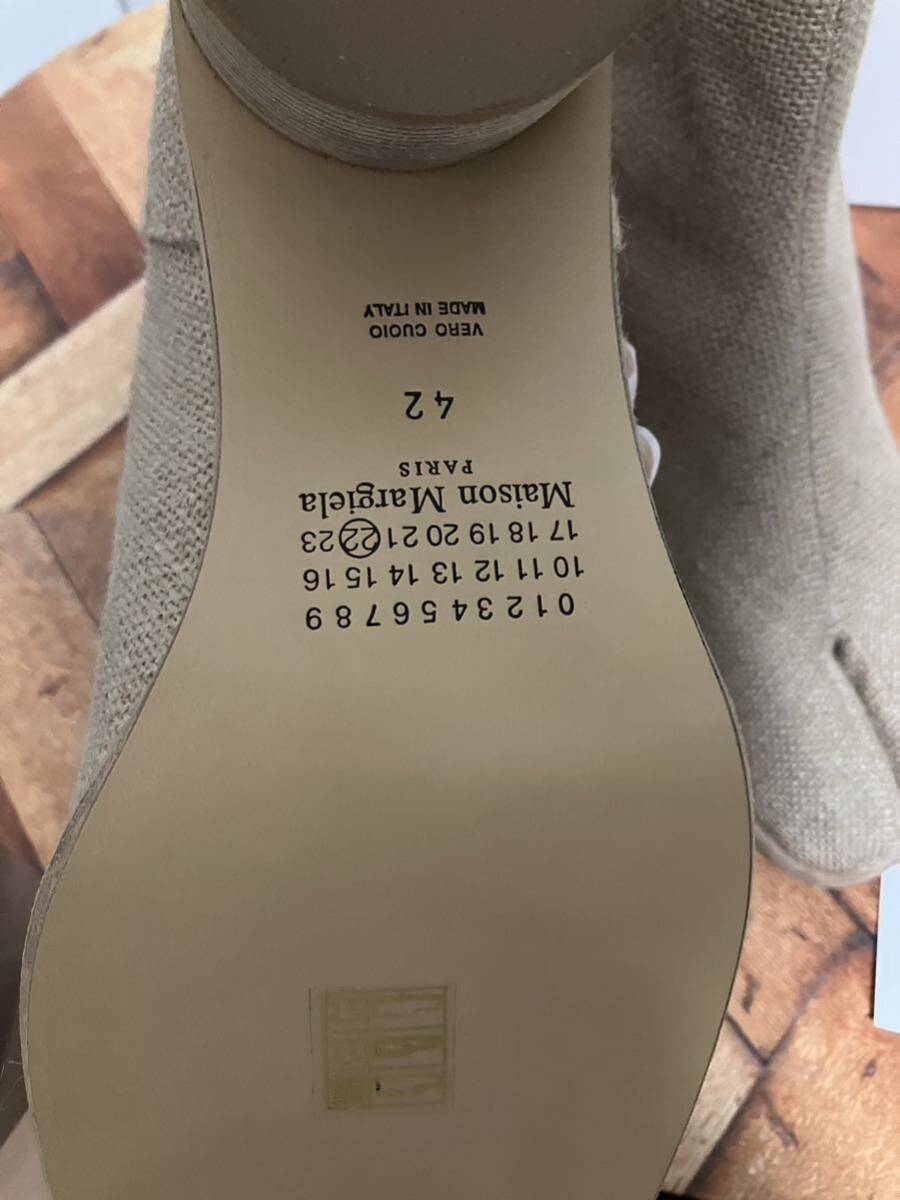 0 1 2 3 4 5 6 7 8 9
10 11 12 13 14 15 16
17 18 19 20 21 22 23
Maison Margiela
PARIS
42
VERO CUOIO
MADE IN ITALY